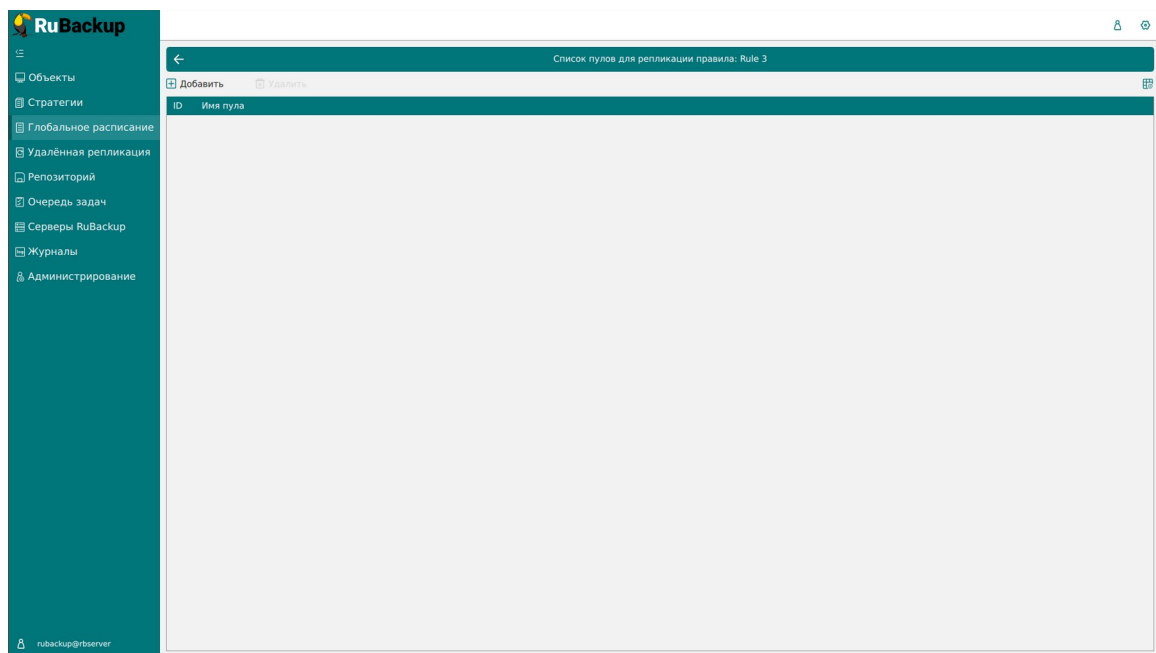 RuBackup
Объекты
Стратегии
Глобальное расписание
Удалённая репликация
Репозиторий
Очередь задач
Серверы RuBackup
Журналы
Администрирование
rubackup@rbserver
Список пулов для репликации правила: Rule 3
Добавить Удалить
ID Имя пула